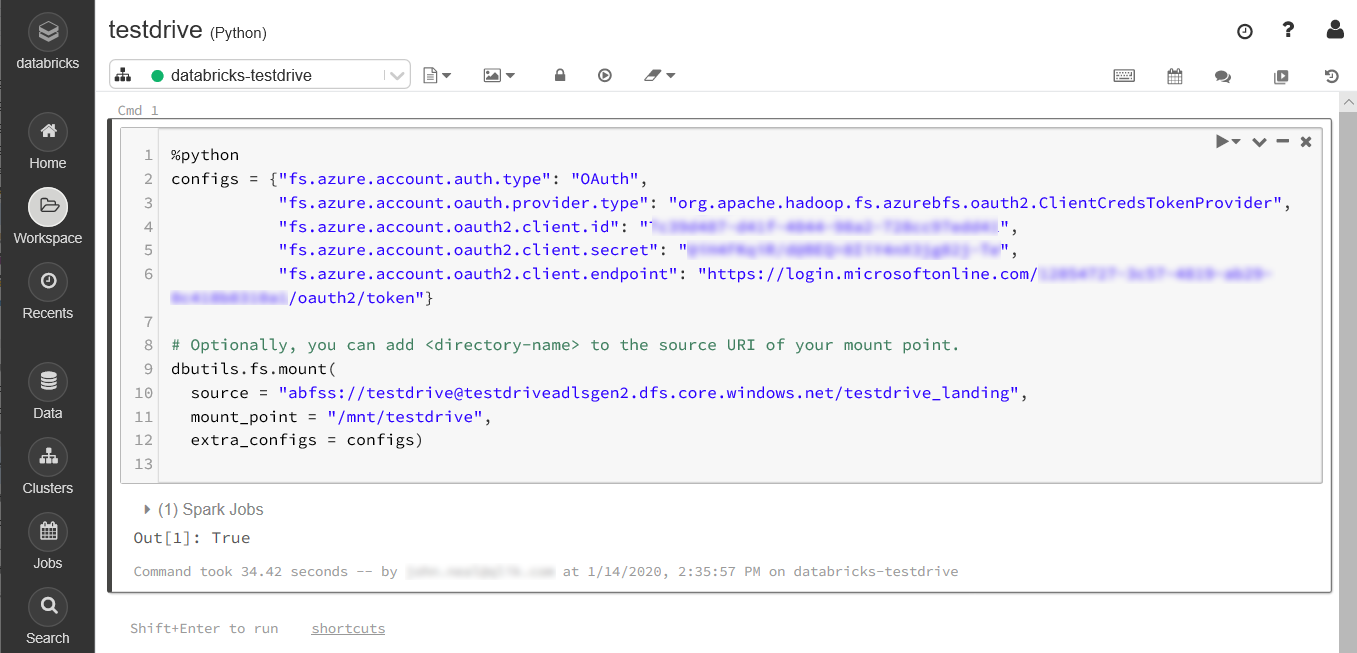 testdrive (Python)
databricks
databricks-testdrive
Cmd 1
Home
Workspace
Recents
Data
Clusters
Jobs
Search
1 %python
2 configs = {"fs.azure.account.auth.type": "OAuth",
3 "fs.azure.account.oauth.provider.type": "org.apache.hadoop.fs.azurebfs.oauth2.ClientCredsTokenProvider",
4 "fs.azure.account.oauth2.client.id": "",
5 "fs.azure.account.oauth2.client.secret": "",
6 "fs.azure.account.oauth2.client.endpoint": "https://login.microsoftonline.com/
/oauth2/token"}
7
8 # Optionally, you can add <directory-name> to the source URI of your mount point.
9 dbutils.fs.mount(
10 source = "abfss://testdrive@testdriveadlsgen2.dfs.core.windows.net/testdrive_landing",
11 mount_point = "/mnt/testdrive",
12 extra_configs = configs)
13
(1) Spark Jobs
Out[1]: True
Command took 34.42 seconds -- by at 1/14/2020, 2:35:57 PM on databricks-testdrive
Shift+Enter to run shortcuts